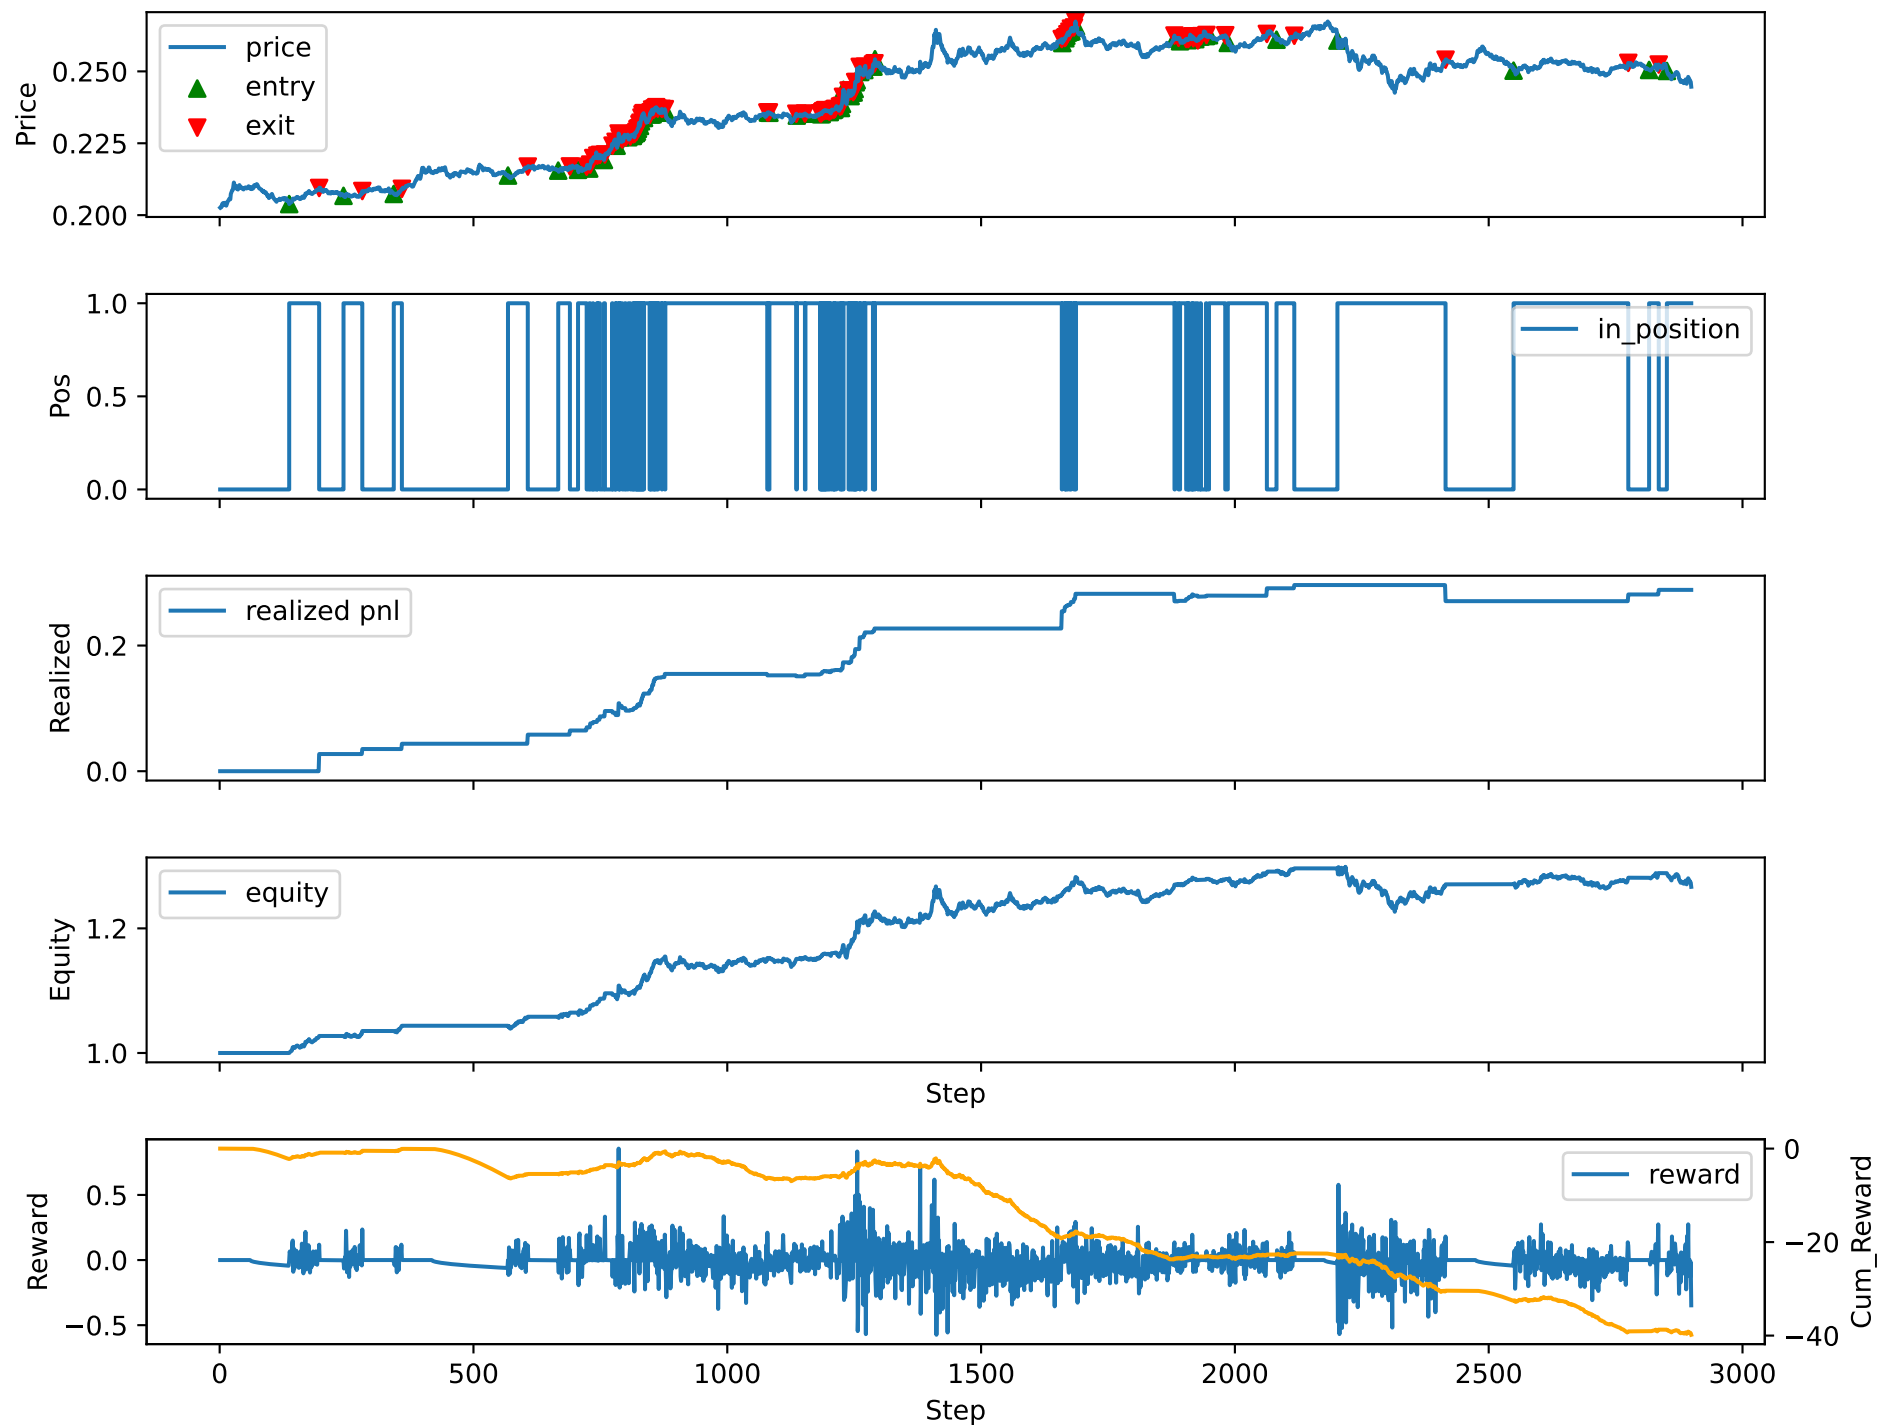 price
entry
exit
Price
0.250
0.225
0.200
in_position
Pos
1.0
0.5
0.0
realized pnl
Realized
0.2
0.0
equity
Equity
1.2
1.0
Step
reward
Reward
0.5
0.0
−0.5
Cum_Reward
0
−20
−40
0
500
1000
1500
2000
2500
3000
Step